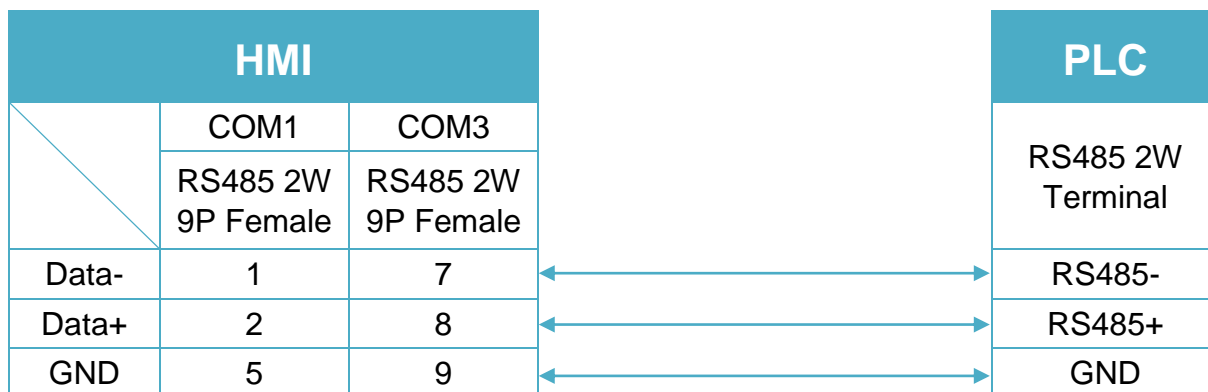 HMI
PLC
COM1 COM3
RS485 2W RS485 2W
9P Female 9P Female
RS485 2W
Terminal
Data- 1 7 RS485-
Data+ 2 8 RS485+
GND 5 9 GND